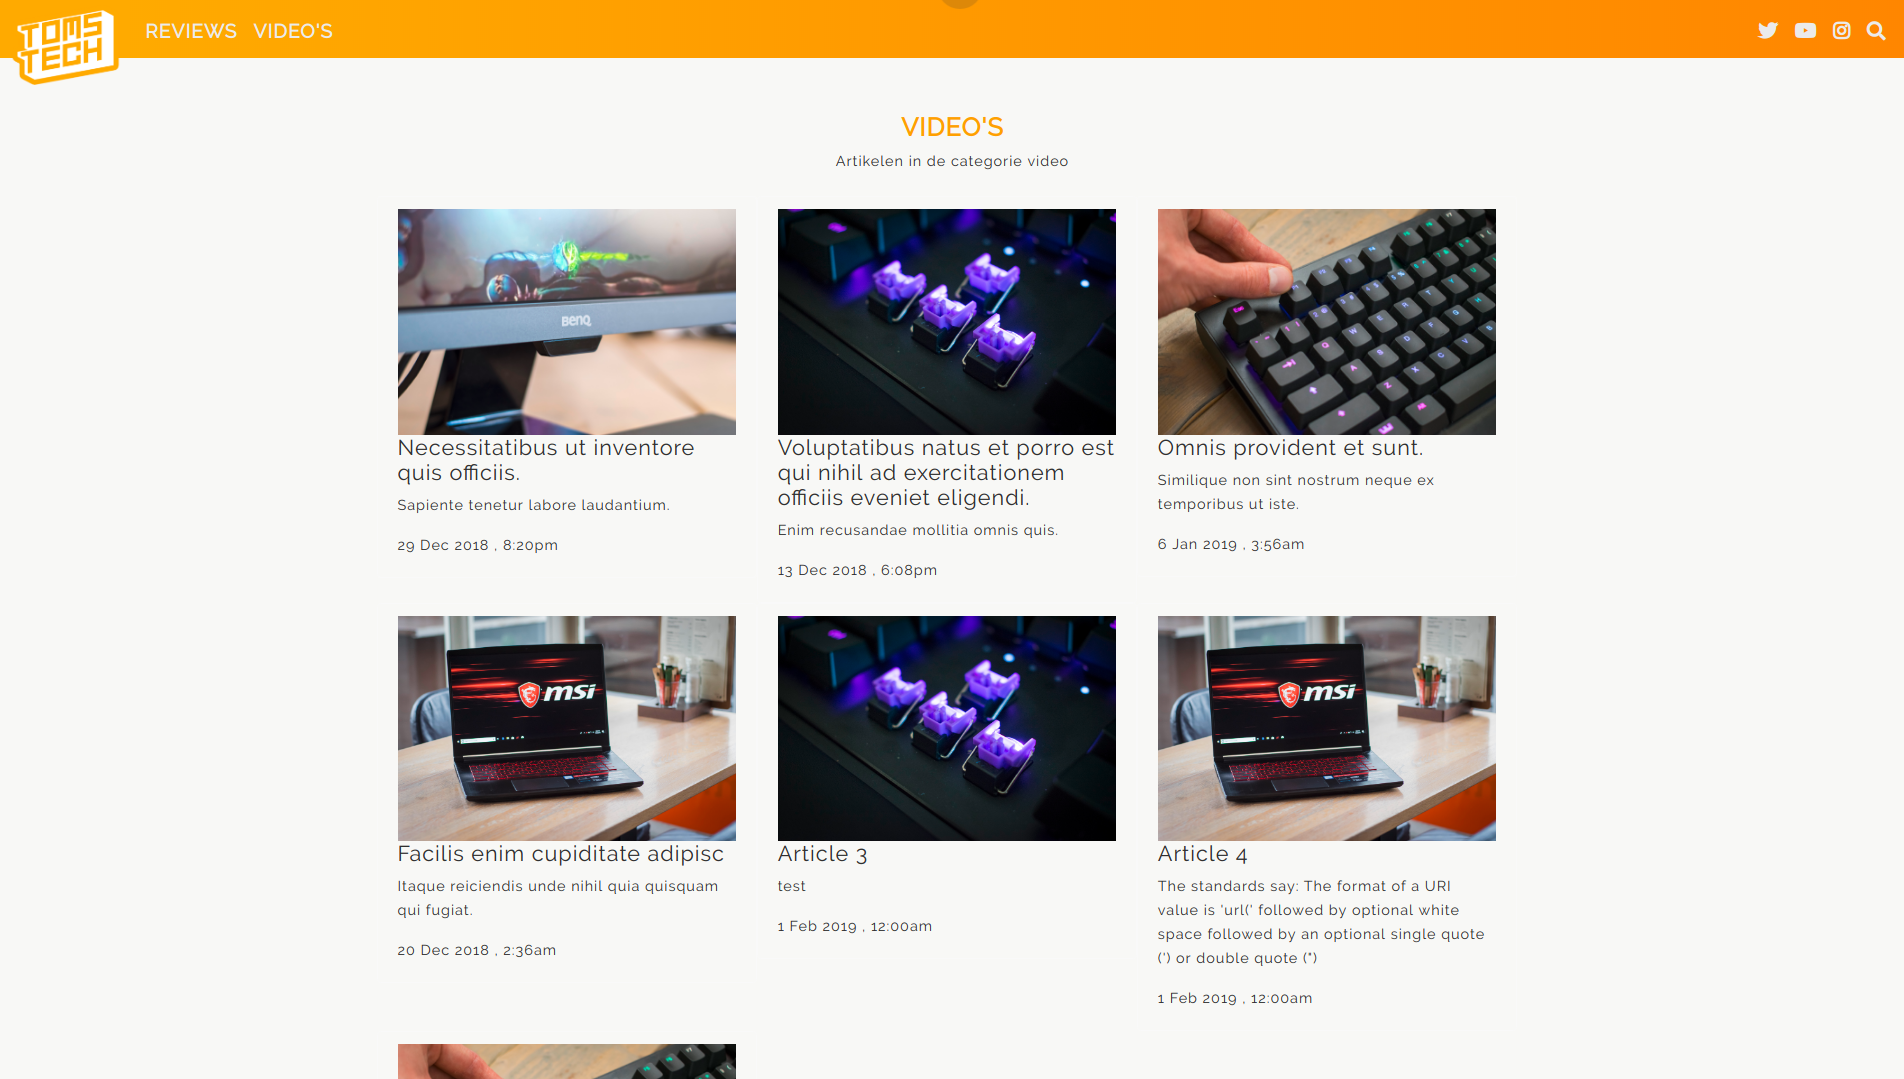 TOMS
TECH
REVIEWS VIDEO'S
VIDEO'S
Artikelen in de categorie video
BenQ
Necessitatibus ut inventore
quis officiis.
Sapiente tenetur labore laudantium.
29 Dec 2018 , 8:20pm
Voluptatibus natus et porro est
qui nihil ad exercitationem
officiis eveniet eligendi.
Enim recusandae mollitia omnis quis.
13 Dec 2018 , 6:08pm
Omnis provident et sunt.
Similique non sint nostrum neque ex
temporibus ut iste.
6 Jan 2019 , 3:56am
msi
Facilis enim cupiditate adipisc
Itaque reiciendis unde nihil quia quisquam
qui fugiat.
20 Dec 2018 , 2:36am
Article 3
test
1 Feb 2019 , 12:00am
msi
Article 4
The standards say: The format of a URI
value is 'url(' followed by optional white
space followed by an optional single quote
(') or double quote (")
1 Feb 2019 , 12:00am